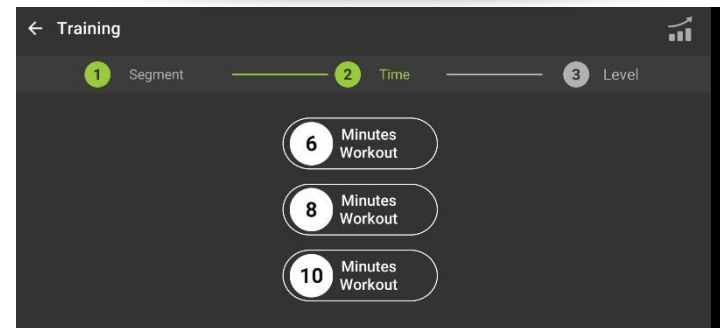 Training
1 Segment 2 Time 3 Level
6 Minutes
Workout
8 Minutes
Workout
10 Minutes
Workout